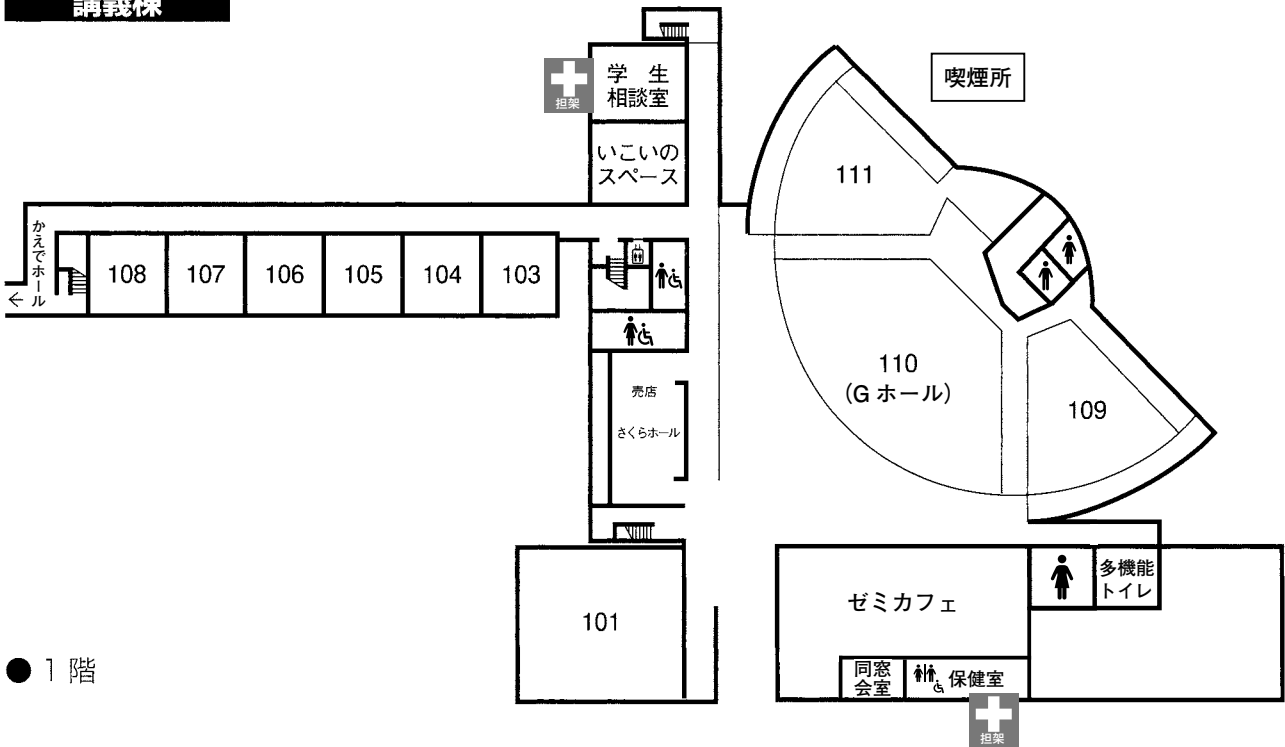 講義棟
喫煙所
学生
相談室
担架
いこいの
スペース
111
かえでホール
←
108
107
106
105
104
103
110
(Gホール)
109
売店
さくらホール
101
ゼミカフェ
多機能
トイレ
同窓
会室
保健室
担架
● 1階